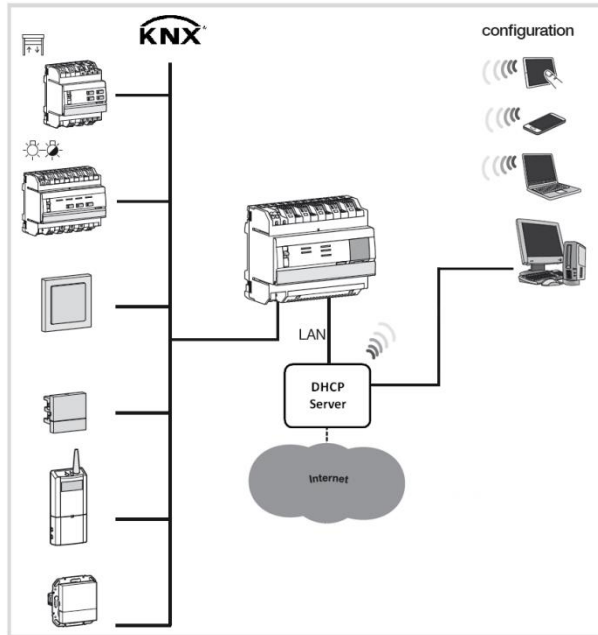 KNX
configuration
LAN
DHCP
Server
Internet